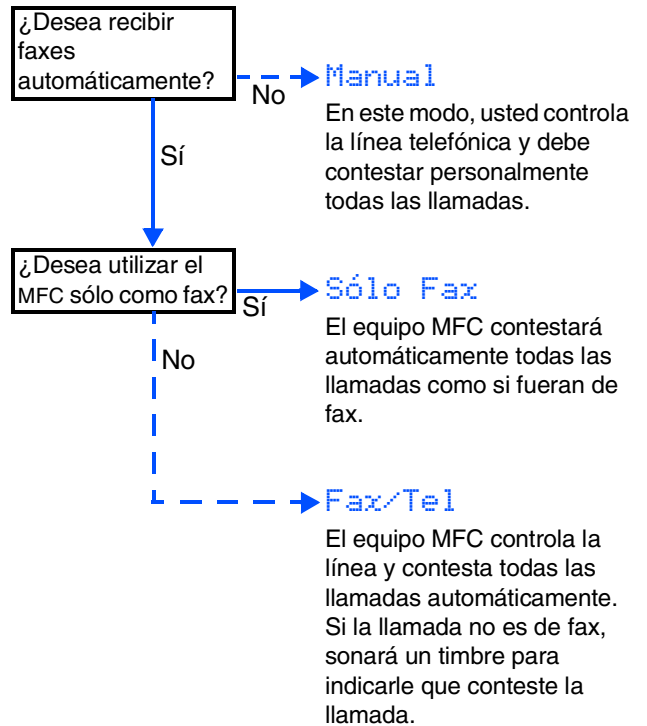 ¿Desea recibir
faxes
automáticamente?
No
Manual
En este modo, usted controla
la línea telefónica y debe
contestar personalmente
todas las llamadas.
Sí
¿Desea utilizar el
MFC sólo como fax?
Sí
Sólo Fax
El equipo MFC contestará
automáticamente todas las
llamadas como si fueran de
fax.
No
Fax/Tel
El equipo MFC controla la
línea y contesta todas las
llamadas automáticamente.
Si la llamada no es de fax,
sonará un timbre para
indicarle que conteste la
llamada.